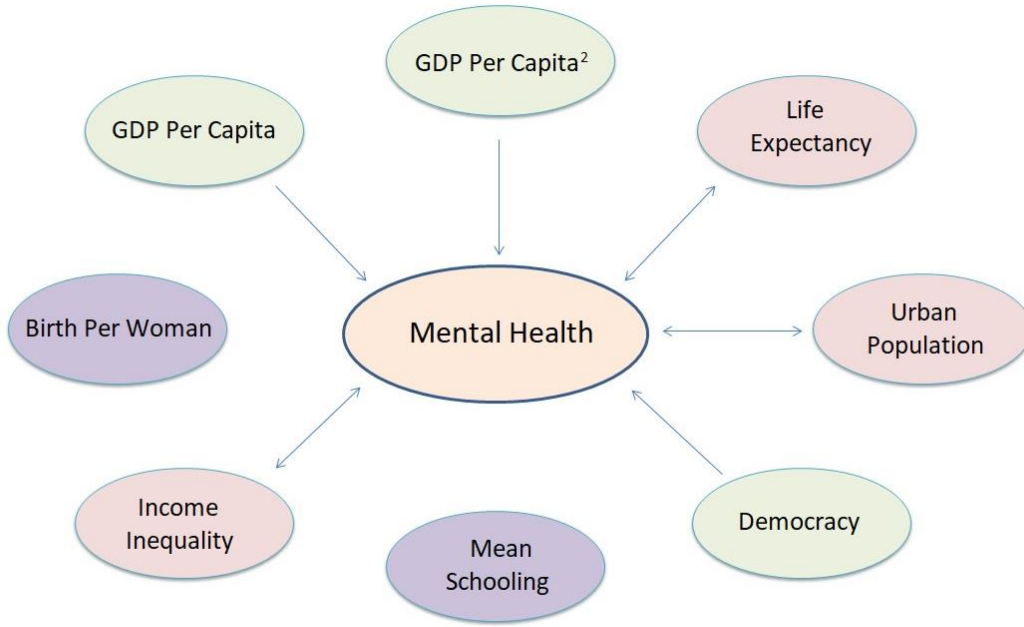 GDP Per Capita²
GDP Per Capita
Life
Expectancy
Birth Per Woman
Mental Health
Urban
Population
Income
Inequality
Mean
Schooling
Democracy